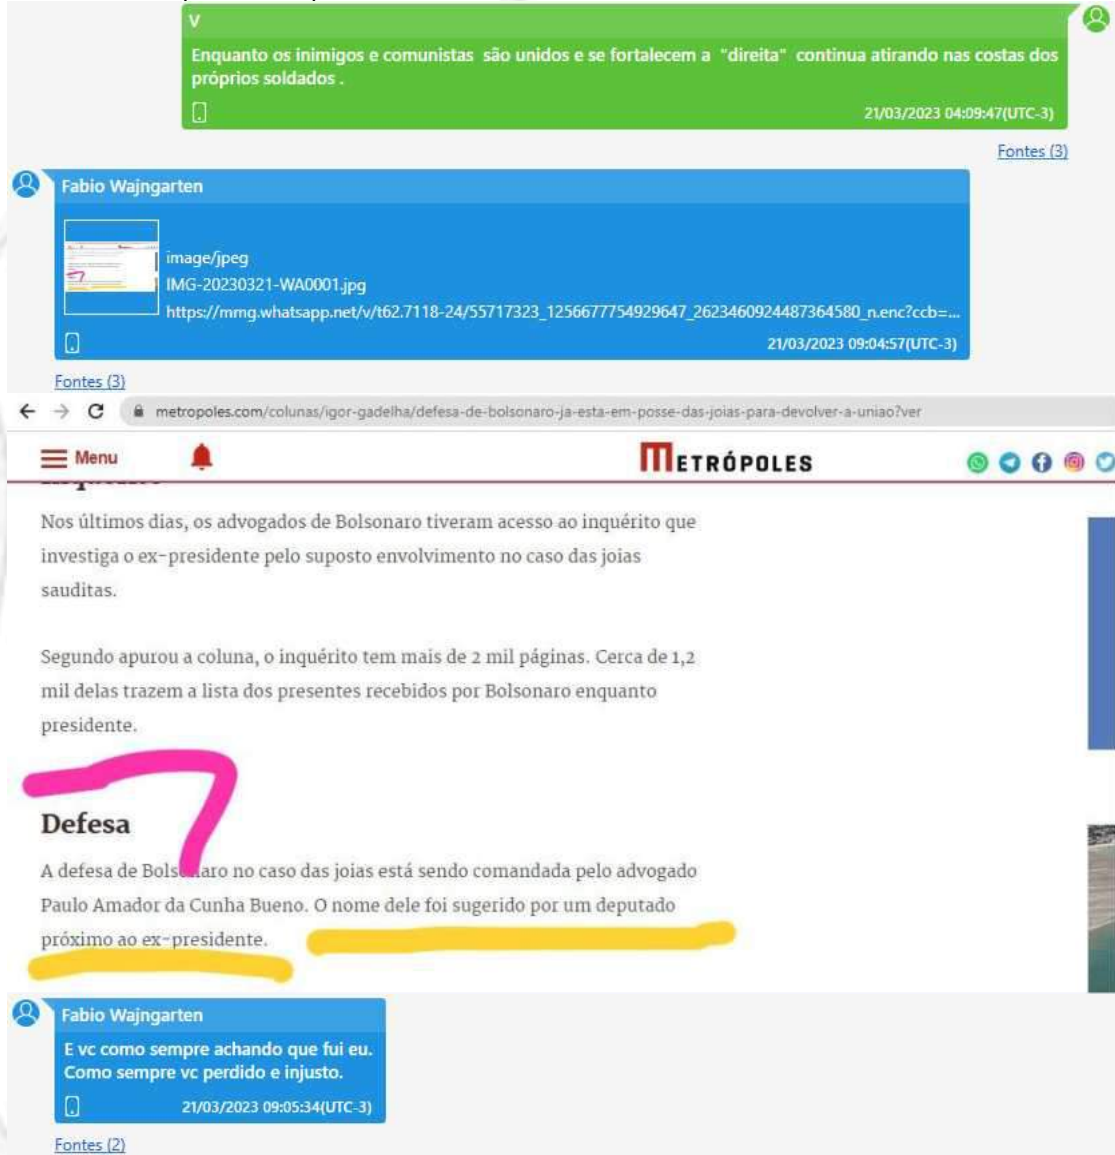 V
Enquanto os inimigos e comunistas são unidos e se fortalecem a "direita" continua atirando nas costas dos
próprios soldados .
21/03/2023 04:09:47(UTC-3)
Fontes (3)
Fabio Wajngarten
image/jpeg
IMG-20230321-WA0001.jpg
https://mmg.whatsapp.net/v/t62.7118-24/55717323_1256677754929647_2623460924487364580_n.enc?ccb=...
21/03/2023 09:04:57(UTC-3)
Fontes (3)
metropoles.com/colunas/igor-gadelha/defesa-de-bolsonaro-ja-esta-em-posse-das-joias-para-devolver-a-uniao?ver
Menu
METRÓPOLES
Nos últimos dias, os advogados de Bolsonaro tiveram acesso ao inquérito que
investiga o ex-presidente pelo suposto envolvimento no caso das joias
sauditas.
Segundo apurou a coluna, o inquérito tem mais de 2 mil páginas. Cerca de 1,2
mil delas trazem a lista dos presentes recebidos por Bolsonaro enquanto
presidente.
Defesa
A defesa de Bolsonaro no caso das joias está sendo comandada pelo advogado
Paulo Amador da Cunha Bueno. O nome dele foi sugerido por um deputado
próximo ao ex-presidente.
Fabio Wajngarten
E vc como sempre achando que fui eu.
Como sempre vc perdido e injusto.
21/03/2023 09:05:34(UTC-3)
Fontes (2)